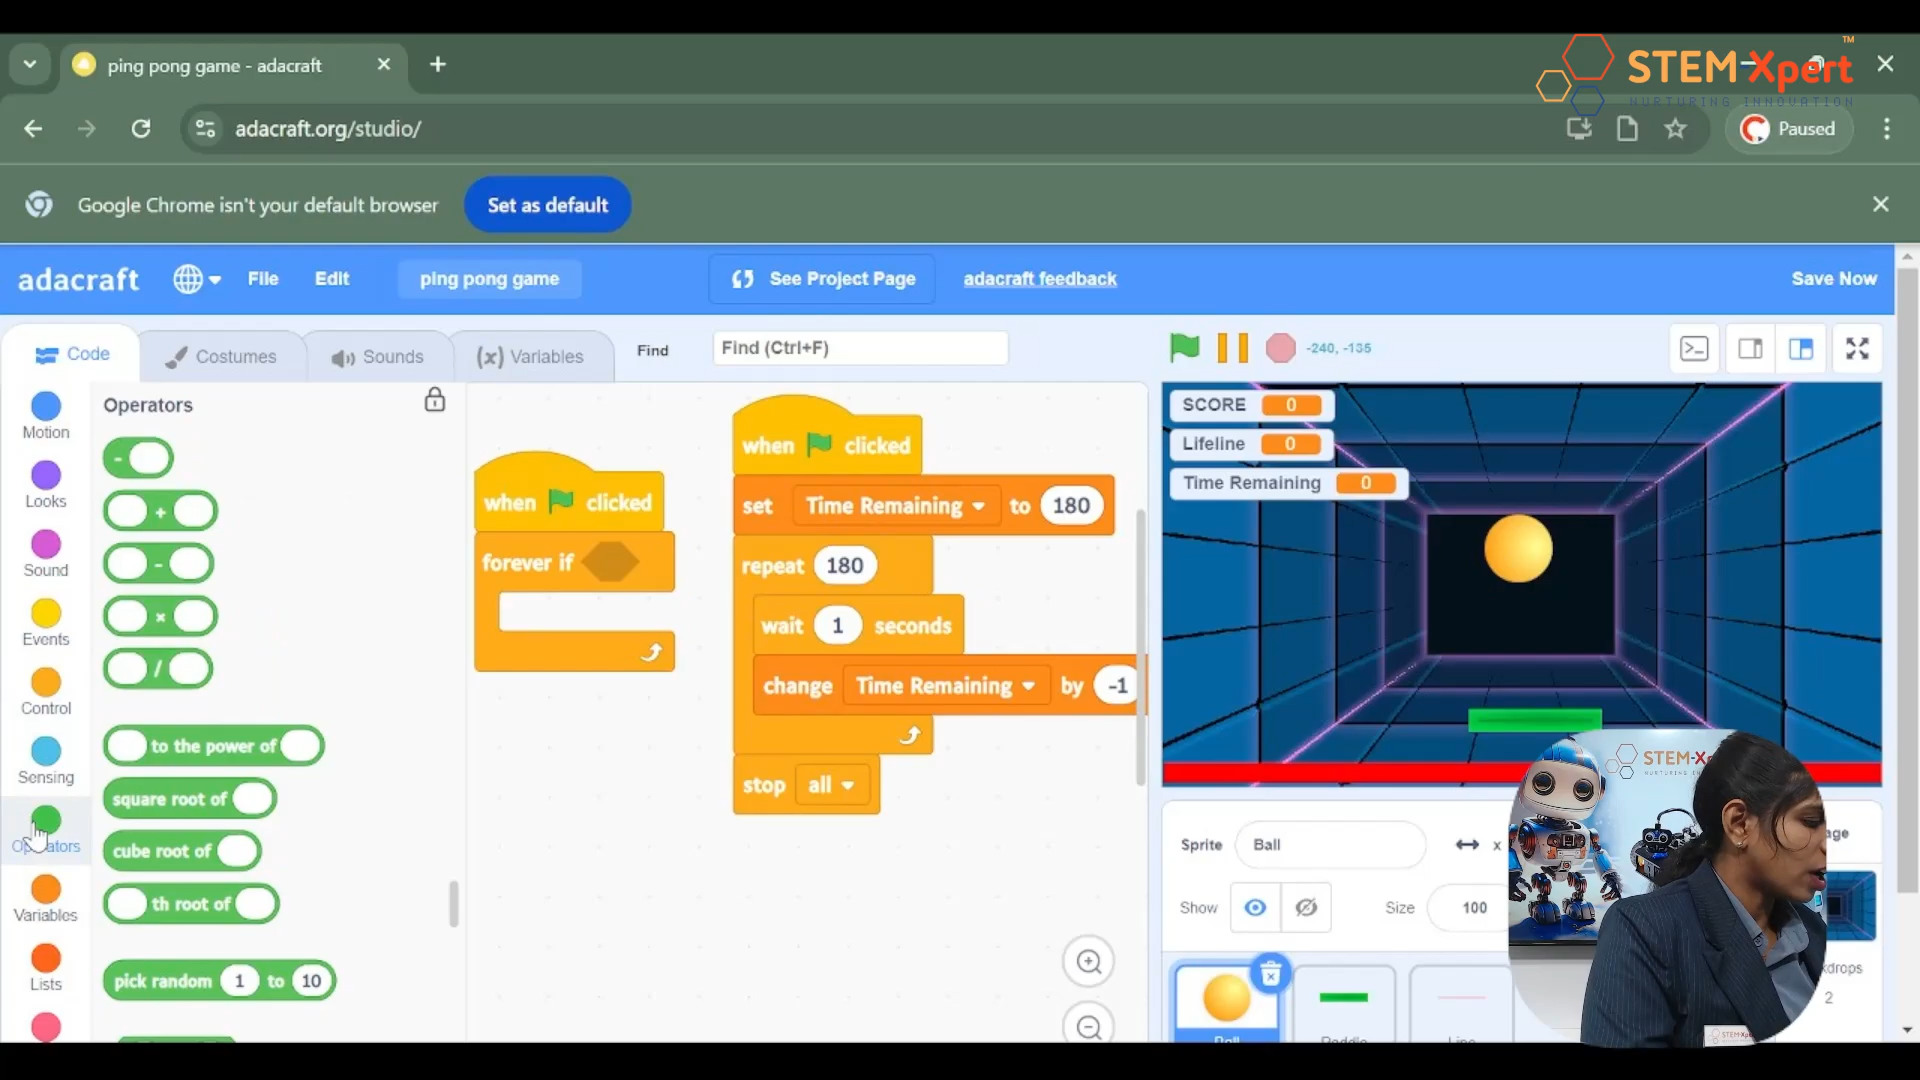 ping pong game - adacraft
STEM-Xpert
TM
NURTURING INNOVATION
adacraft.org/studio/
Paused
Google Chrome isn't your default browser
Set as default
adacraft
File
Edit
ping pong game
See Project Page
adacraft feedback
Save Now
Code
Costumes
Sounds
(x) Variables
Find
Find (Ctrl+F)
-240, -135
Motion
Looks
Sound
Events
Control
Sensing
Operators
Variables
Lists
Operators
-
+
-
x
/
to the power of
square root of
cube root of
th root of
pick random 1 to 10
when clicked
forever if
when clicked
set Time Remaining to 180
repeat 180
wait 1 seconds
change Time Remaining by -1
stop all
SCORE 0
Lifeline 0
Time Remaining 0
STEM-X
Sprite Ball
x
Show
Size 100
2